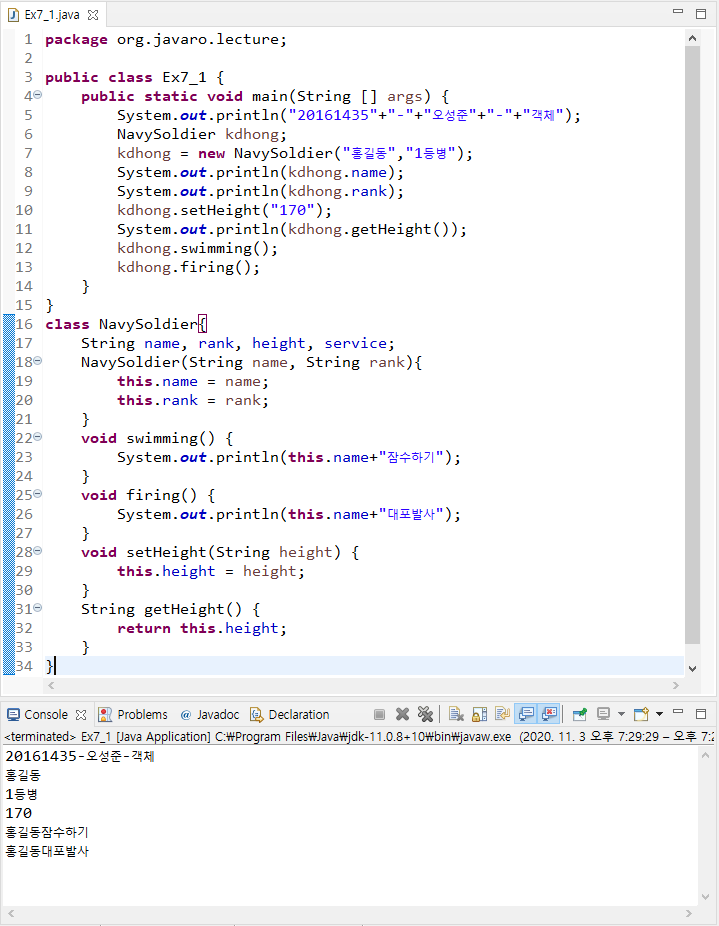 Ex7_1.java
1 package org.javaro.lecture;
2
3 public class Ex7_1 {
4 public static void main(String [] args) {
5 System.out.println("20161435"+"-"+"오성준"+"-"+"객체");
6 NavySoldier kdhong;
7 kdhong = new NavySoldier("홍길동","1등병");
8 System.out.println(kdhong.name);
9 System.out.println(kdhong.rank);
10 kdhong.setHeight("170");
11 System.out.println(kdhong.getHeight());
12 kdhong.swimming();
13 kdhong.firing();
14 }
15 }
16 class NavySoldier{
17 String name, rank, height, service;
18 NavySoldier(String name, String rank){
19 this.name = name;
20 this.rank = rank;
21 }
22 void swimming() {
23 System.out.println(this.name+"잠수하기");
24 }
25 void firing() {
26 System.out.println(this.name+"대포발사");
27 }
28 void setHeight(String height) {
29 this.height = height;
30 }
31 String getHeight() {
32 return this.height;
33 }
34 }
Console Problems @ Javadoc Declaration
<terminated> Ex7_1 [Java Application] C:₩Program Files₩Java₩jdk-11.0.8+10₩bin₩javaw.exe (2020. 11. 3 오후 7:29:29 – 오후 7:2
20161435-오성준-객체
홍길동
1등병
170
홍길동잠수하기
홍길동대포발사